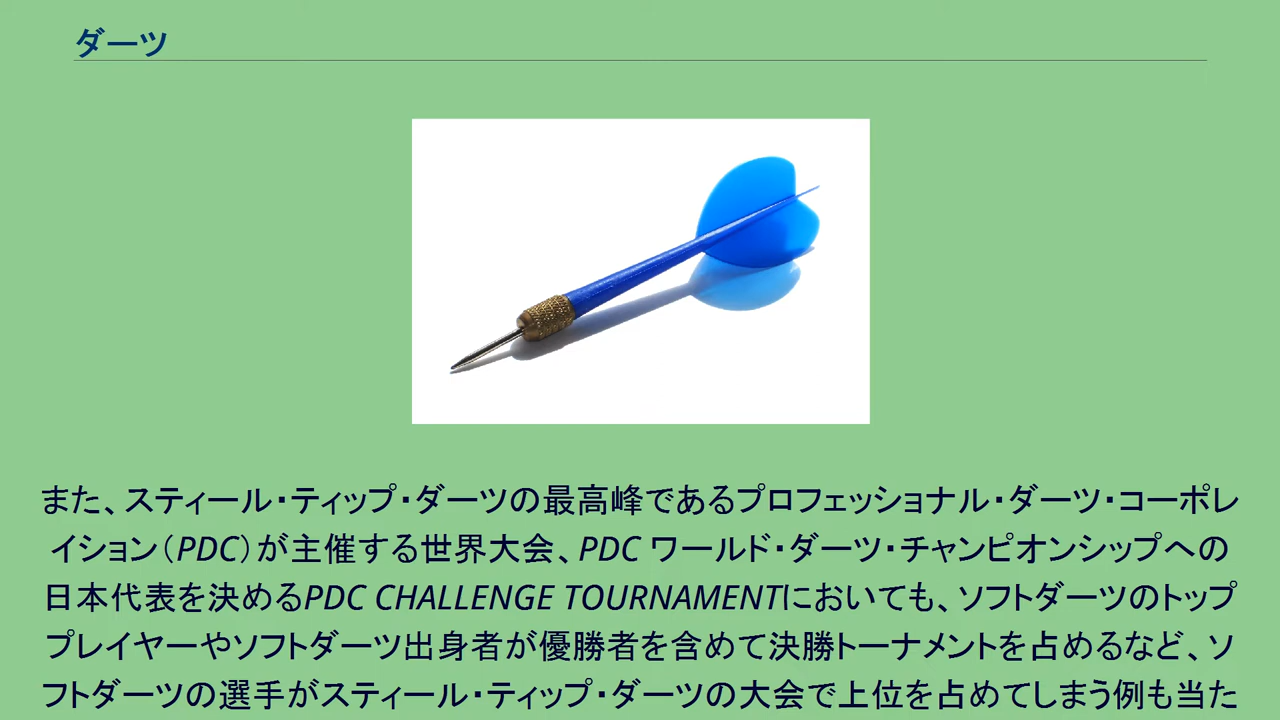 ダーツ
また、スティール・ティップ・ダーツの最高峰であるプロフェッショナル・ダーツ・コーポレ
イション（PDC）が主催する世界大会、PDC ワールド・ダーツ・チャンピオンシップへの
日本代表を決めるPDC CHALLENGE TOURNAMENTにおいても、ソフトダーツのトップ
プレイヤーやソフトダーツ出身者が優勝者を含めて決勝トーナメントを占めるなど、ソ
フトダーツの選手がスティール・ティップ・ダーツの大会で上位を占めてしまう例も当た